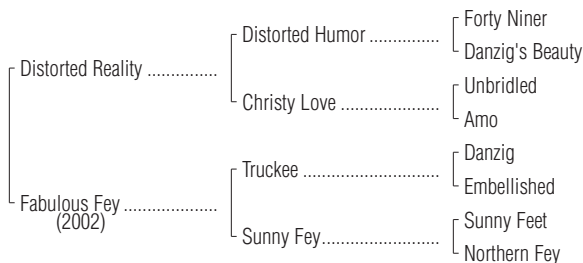 Forty Niner
Distorted Humor ................
Danzig's Beauty
Distorted Reality ...............
Unbridled
Christy Love ......................
Amo
Danzig
Truckee ...............................
Embellished
Fabulous Fey ....................
(2002)
Sunny Feet
Sunny Fey...........................
Northern Fey